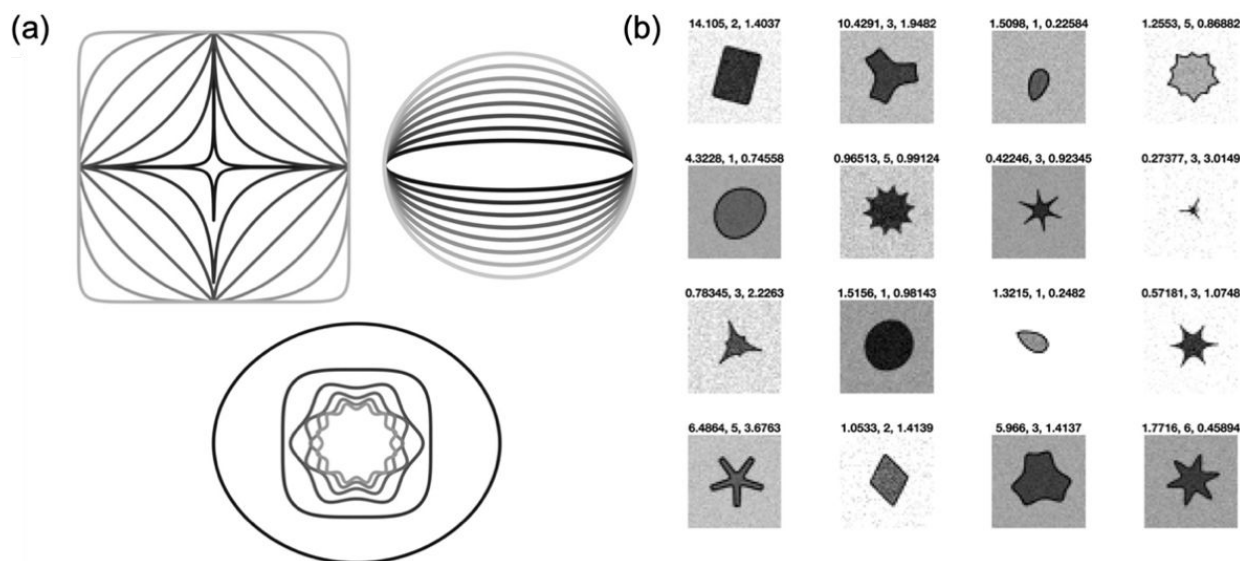 (a)
(b)
14.105, 2, 1.4037
10.4291, 3, 1.9482
1.5098, 1, 0.22584
1.2553, 5, 0.86882
4.3228, 1, 0.74558
0.96513, 5, 0.99124
0.42246, 3, 0.92345
0.27377, 3, 3.0149
0.78345, 3, 2.2263
1.5156, 1, 0.98143
1.3215, 1, 0.2482
0.57181, 3, 1.0748
6.4864, 5, 3.6763
1.0533, 2, 1.4139
5.966, 3, 1.4137
1.7716, 6, 0.45894